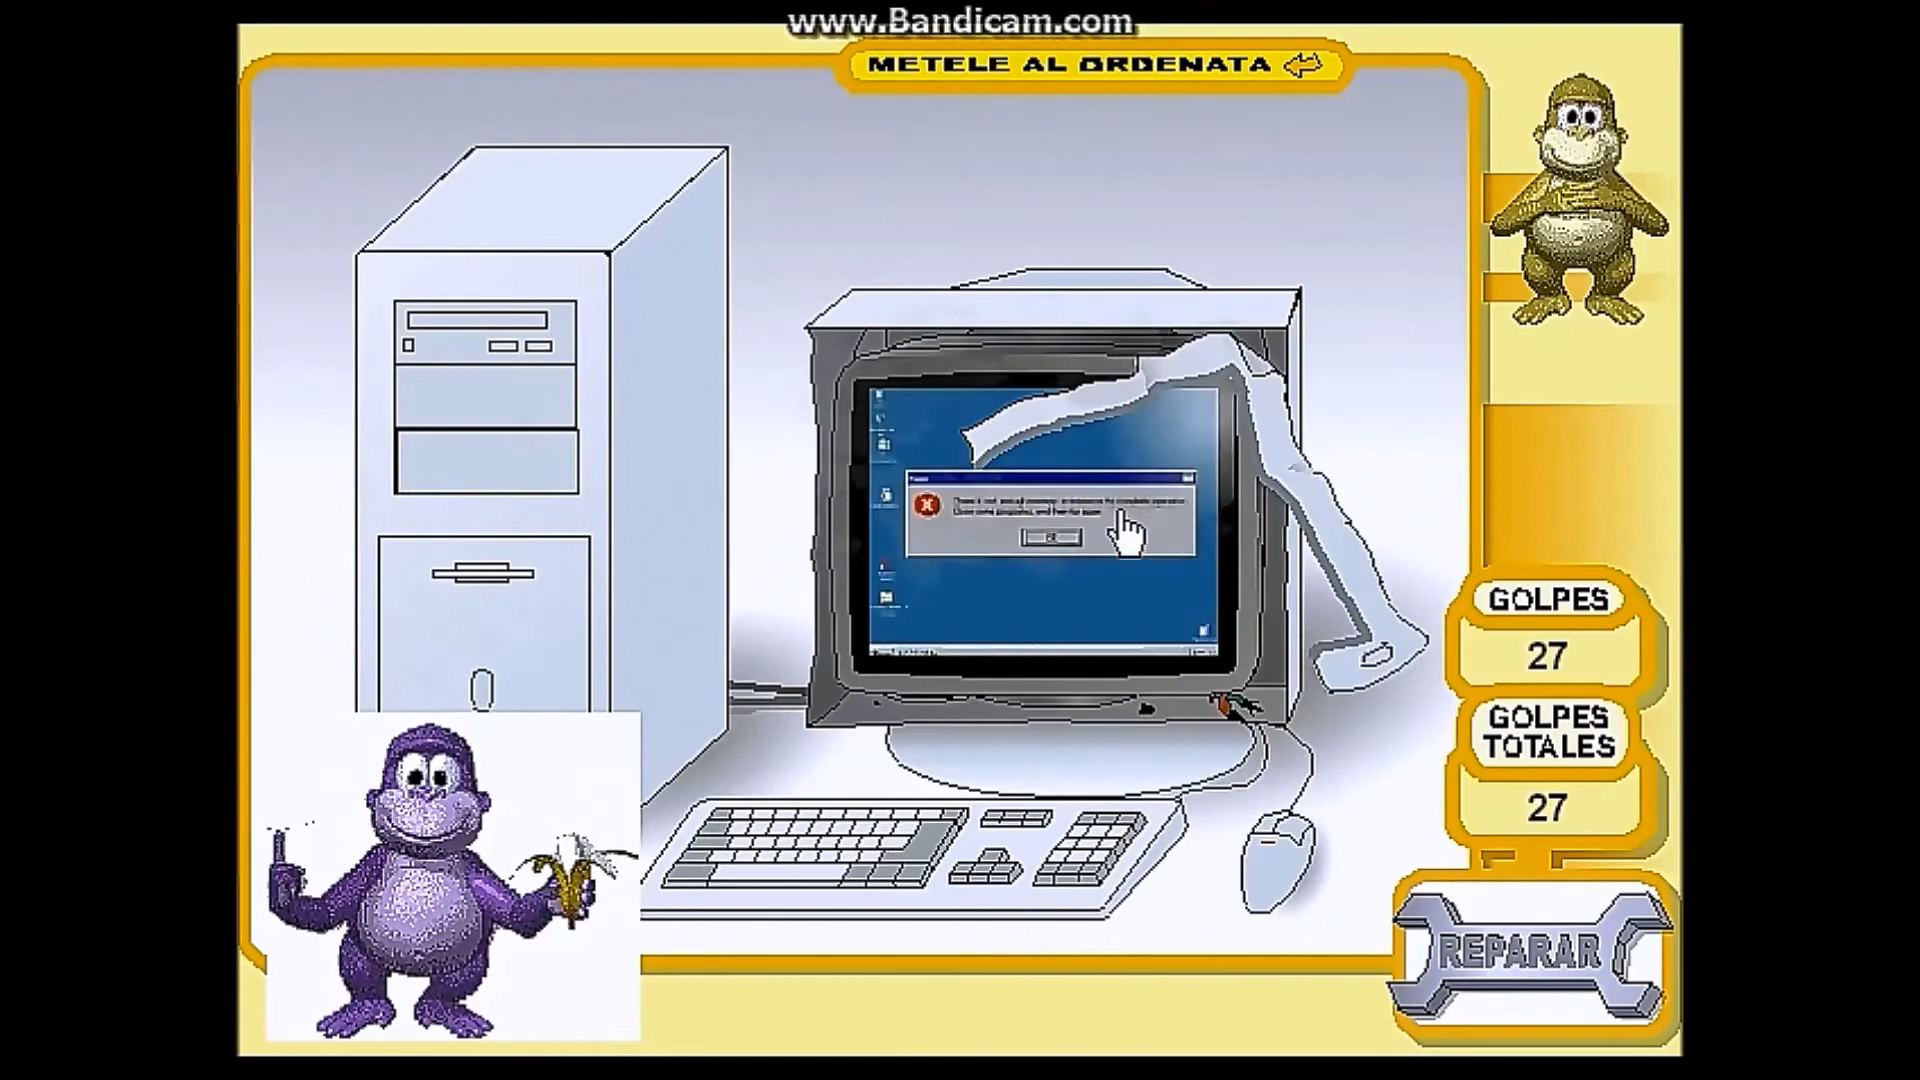 www.Bandicam.com
METELE AL ORDENATA
GOLPES
27
GOLPES
TOTALES
27
REPARAR